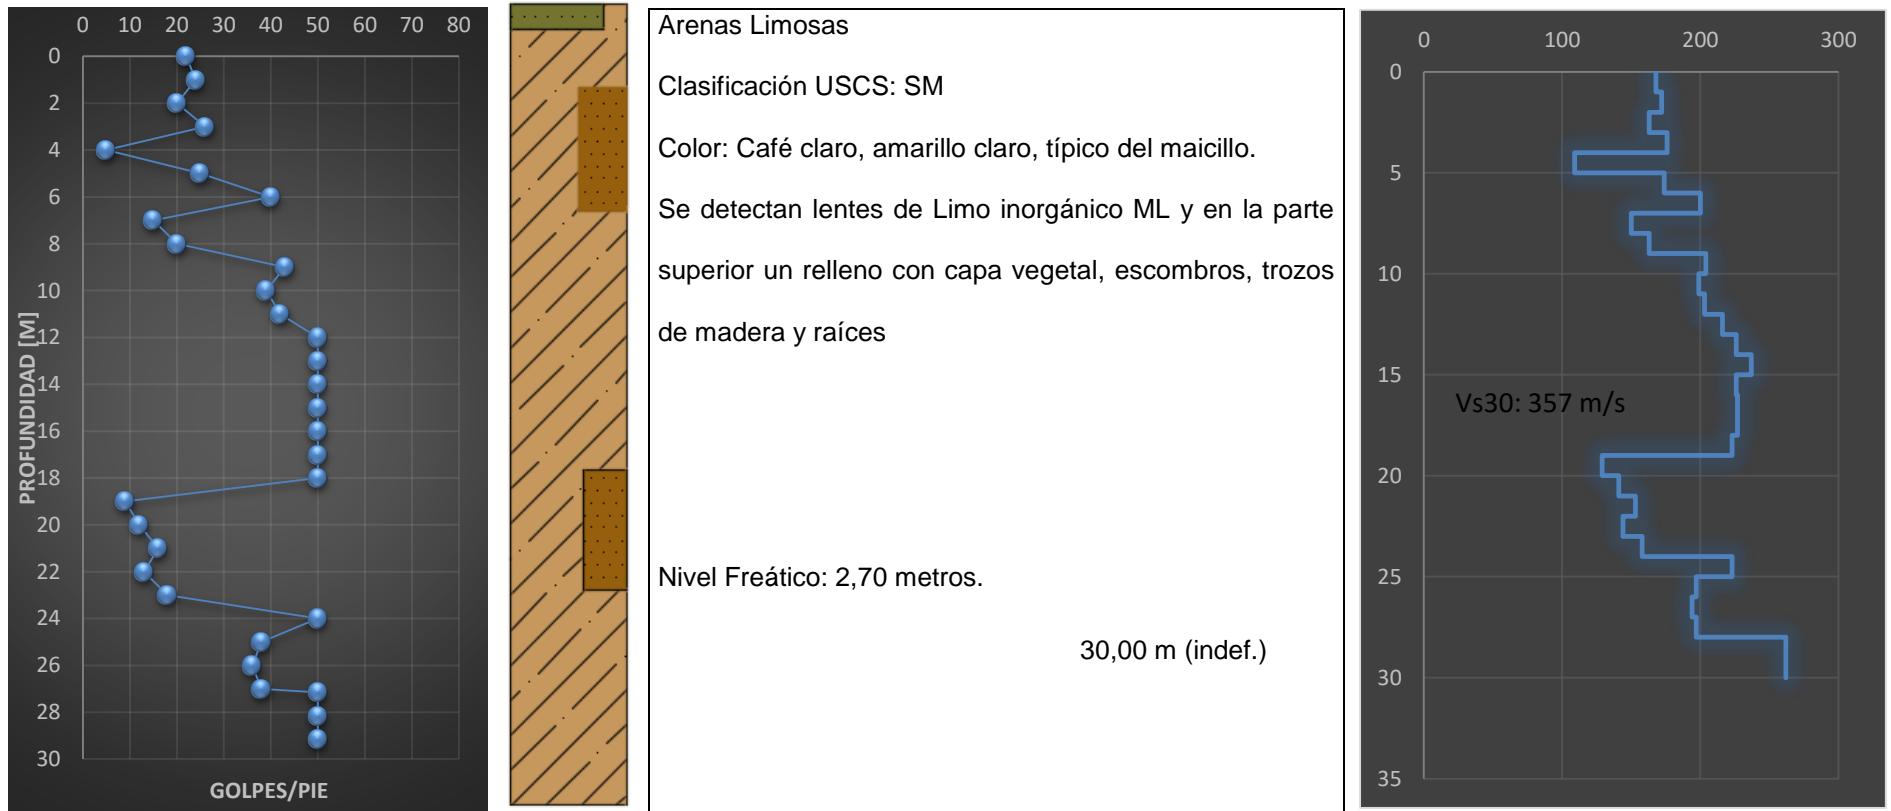 0 10 20 30 40 50 60 70 80
0
2
4
6
8
10
12
14
16
18
20
22
24
26
28
30
PROFUNDIDAD [M]
GOLPES/PIE
Arenas Limosas
Clasificación USCS: SM
Color: Café claro, amarillo claro, típico del maicillo.
Se detectan lentes de Limo inorgánico ML y en la parte
superior un relleno con capa vegetal, escombros, trozos
de madera y raíces
Nivel Freático: 2,70 metros.
30,00 m (indef.)
0 100 200 300
0
5
10
15
20
25
30
35
Vs30: 357 m/s